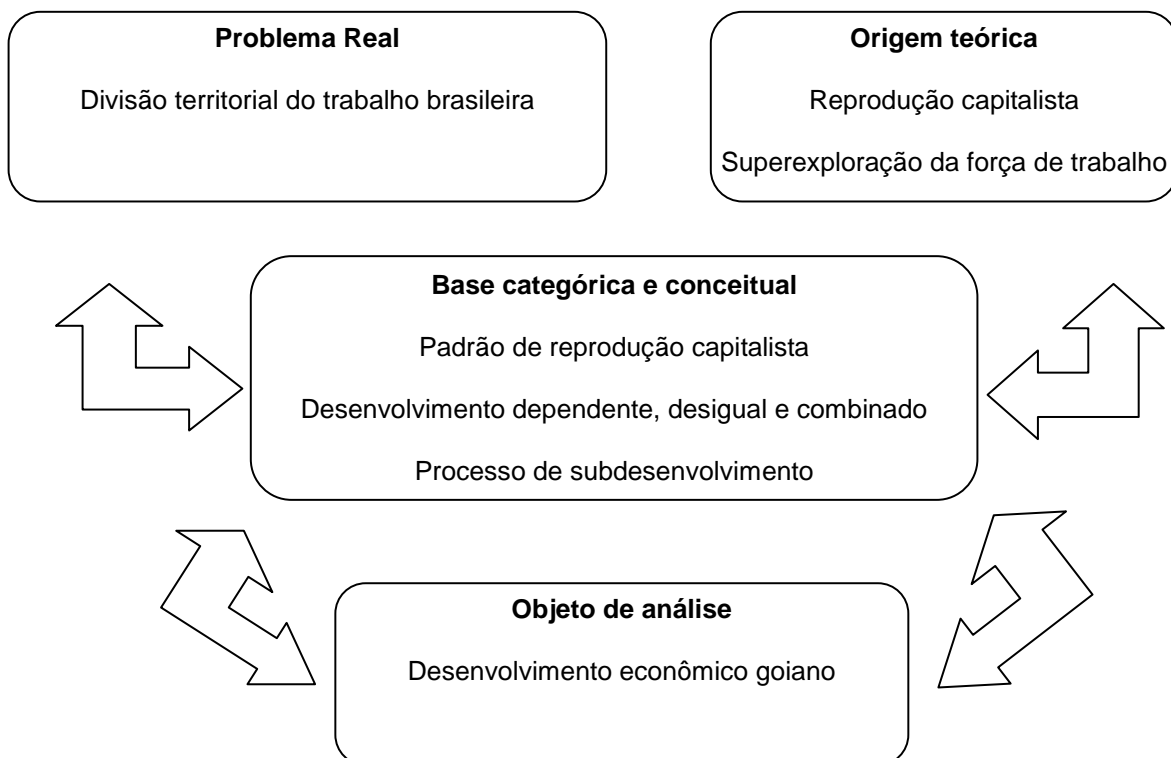 Problema Real
Divisão territorial do trabalho brasileira
Origem teórica
Reprodução capitalista
Superexploração da força de trabalho
Base categórica e conceitual
Padrão de reprodução capitalista
Desenvolvimento dependente, desigual e combinado
Processo de subdesenvolvimento
Objeto de análise
Desenvolvimento econômico goiano